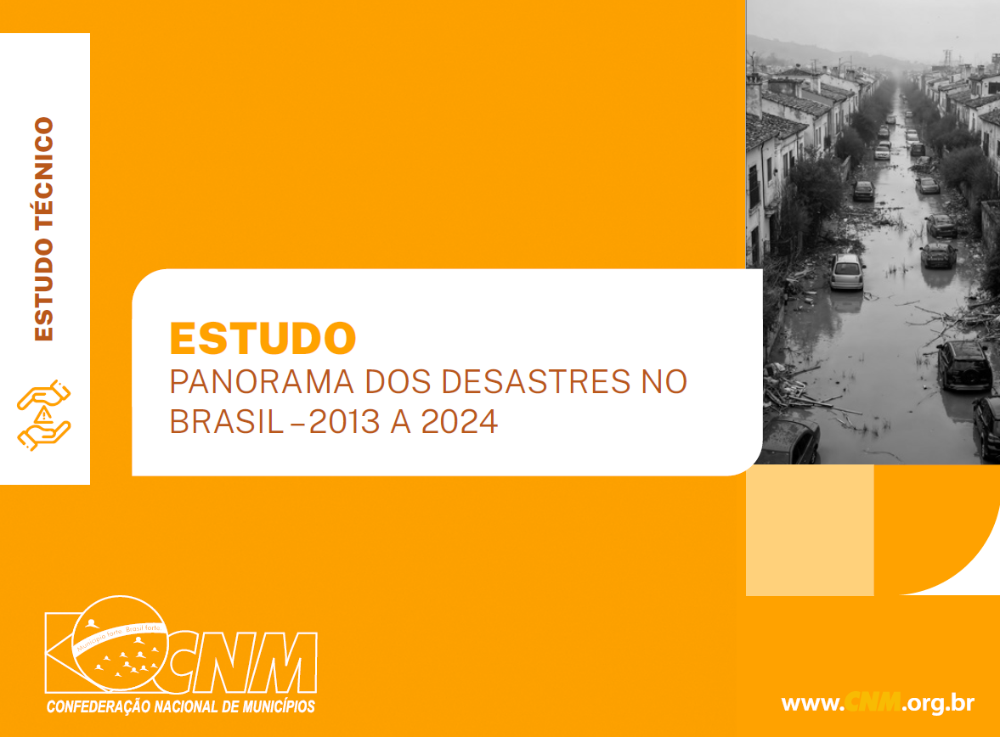 ESTUDO TÉCNICO
ESTUDO
PANORAMA DOS DESASTRES NO
BRASIL – 2013 A 2024
Município forte. Brasil forte.
CNM
CONFEDERAÇÃO NACIONAL DE MUNICÍPIOS
www.CNM.org.br